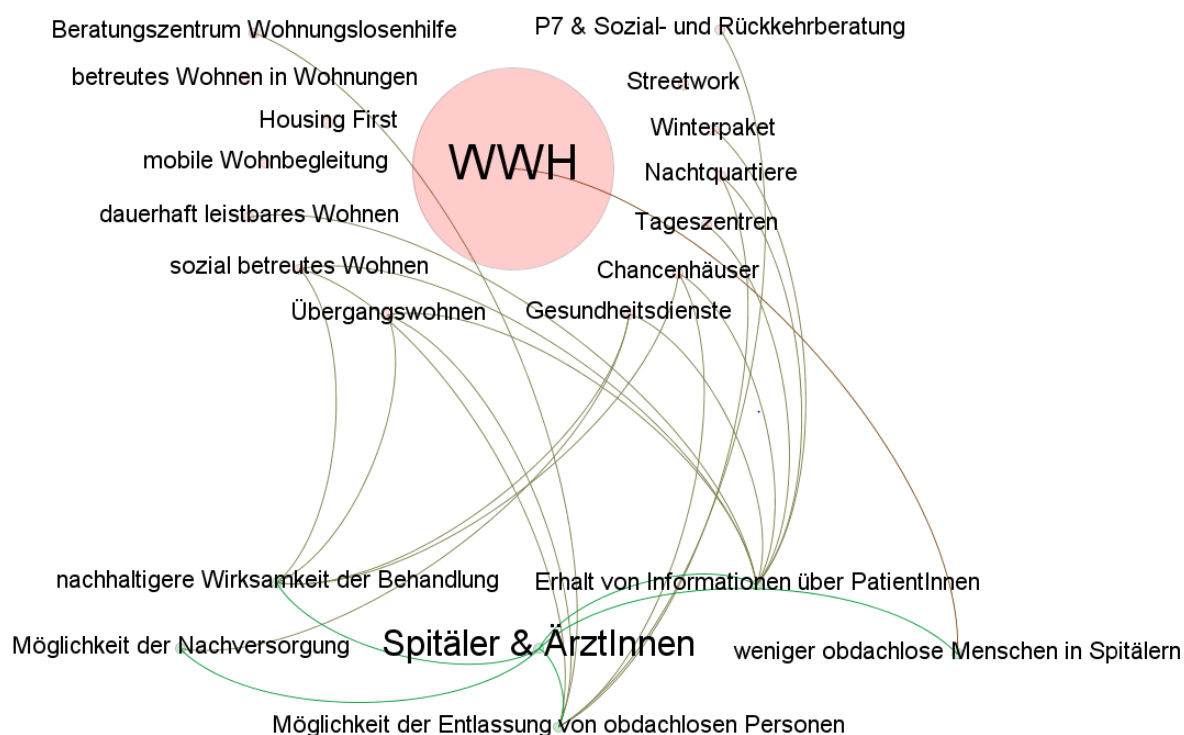 Beratungszentrum Wohnungslosenhilfe
P7 & Sozial- und Rückkehrberatung
betreutes Wohnen in Wohnungen
Streetwork
Housing First
Winterpaket
WWH
mobile Wohnbegleitung
Nachtquartiere
dauerhaft leistbares Wohnen
Tageszentren
sozial betreutes Wohnen
Chancenhäuser
Übergangswohnen
Gesundheitsdienste
nachhaltigere Wirksamkeit der Behandlung
Erhalt von Informationen über PatientInnen
Möglichkeit der Nachversorgung
Spitäler & ÄrztInnen
weniger obdachlose Menschen in Spitälern
Möglichkeit der Entlassung von obdachlosen Personen